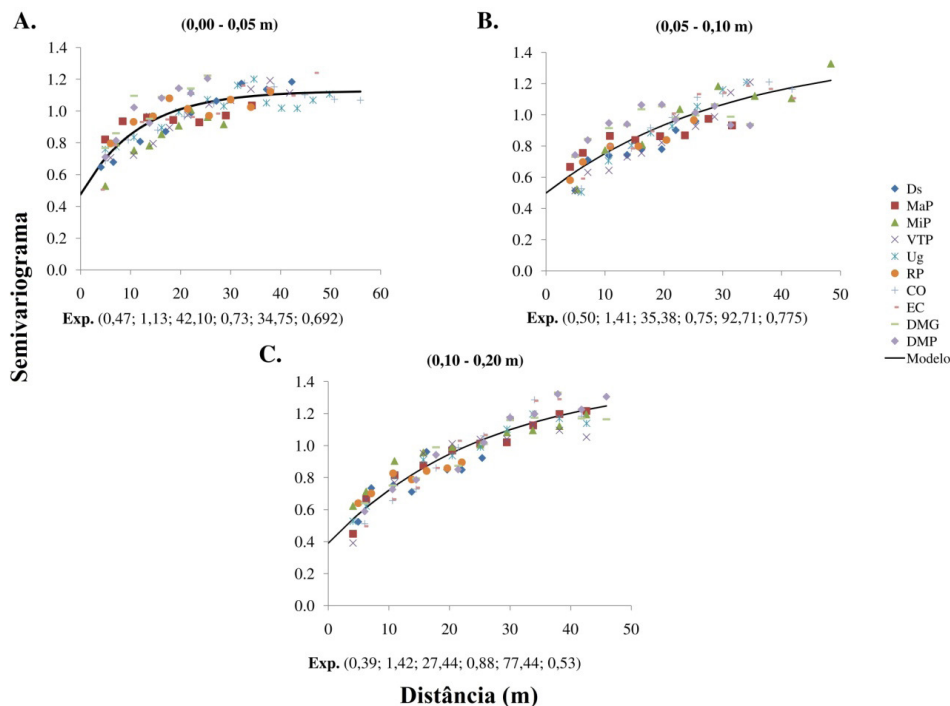 A.
(0,00 - 0,05 m)
B.
(0,05 - 0,10 m)
Semivariograma
1.4
1.2
1.0
0.8
0.6
0.4
0.2
0.0
0 10 20 30 40 50 60
Exp. (0,47; 1,13; 42,10; 0,73; 34,75; 0,692)
1.4
1.2
1.0
0.8
0.6
0.4
0.2
0.0
0 10 20 30 40 50
Exp. (0,50; 1,41; 35,38; 0,75; 92,71; 0,775)
Ds
MaP
MiP
VTP
Ug
RP
CO
EC
DMG
DMP
Modelo
C.
(0,10 - 0,20 m)
1.4
1.2
1.0
0.8
0.6
0.4
0.2
0.0
0 10 20 30 40 50
Exp. (0,39; 1,42; 27,44; 0,88; 77,44; 0,53)
Distância (m)